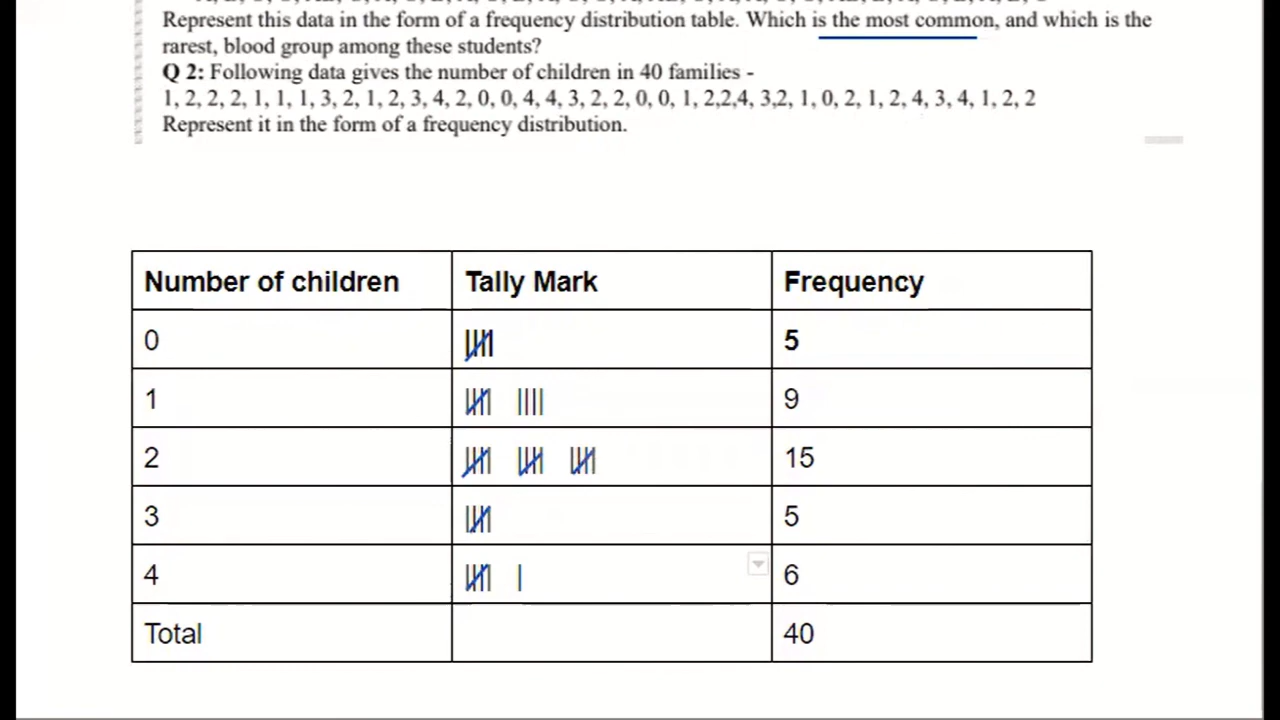 Represent this data in the form of a frequency distribution table. Which is the most common, and which is the
rarest, blood group among these students?
Q 2: Following data gives the number of children in 40 families -
1, 2, 2, 2, 1, 1, 1, 3, 2, 1, 2, 3, 4, 2, 0, 0, 4, 4, 3, 2, 2, 0, 0, 1, 2,2,4, 3,2, 1, 0, 2, 1, 2, 4, 3, 4, 1, 2, 2
Represent it in the form of a frequency distribution.
Number of children Tally Mark Frequency
0 5
1 9
2 15
3 5
4 6
Total 40